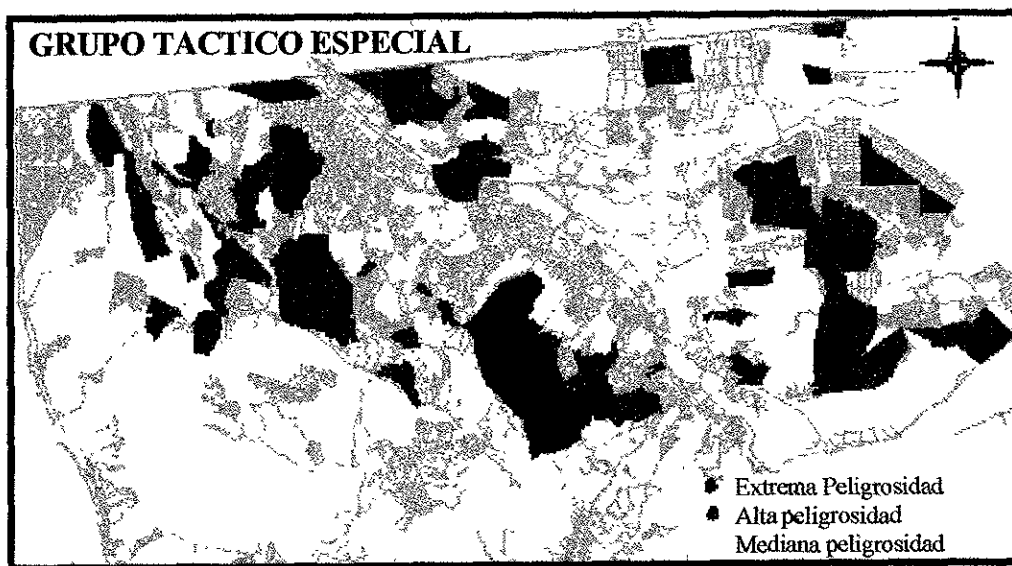 GRUPO TACTICO ESPECIAL
Extrema Peligrosidad
Alta peligrosidad
Mediana peligrosidad